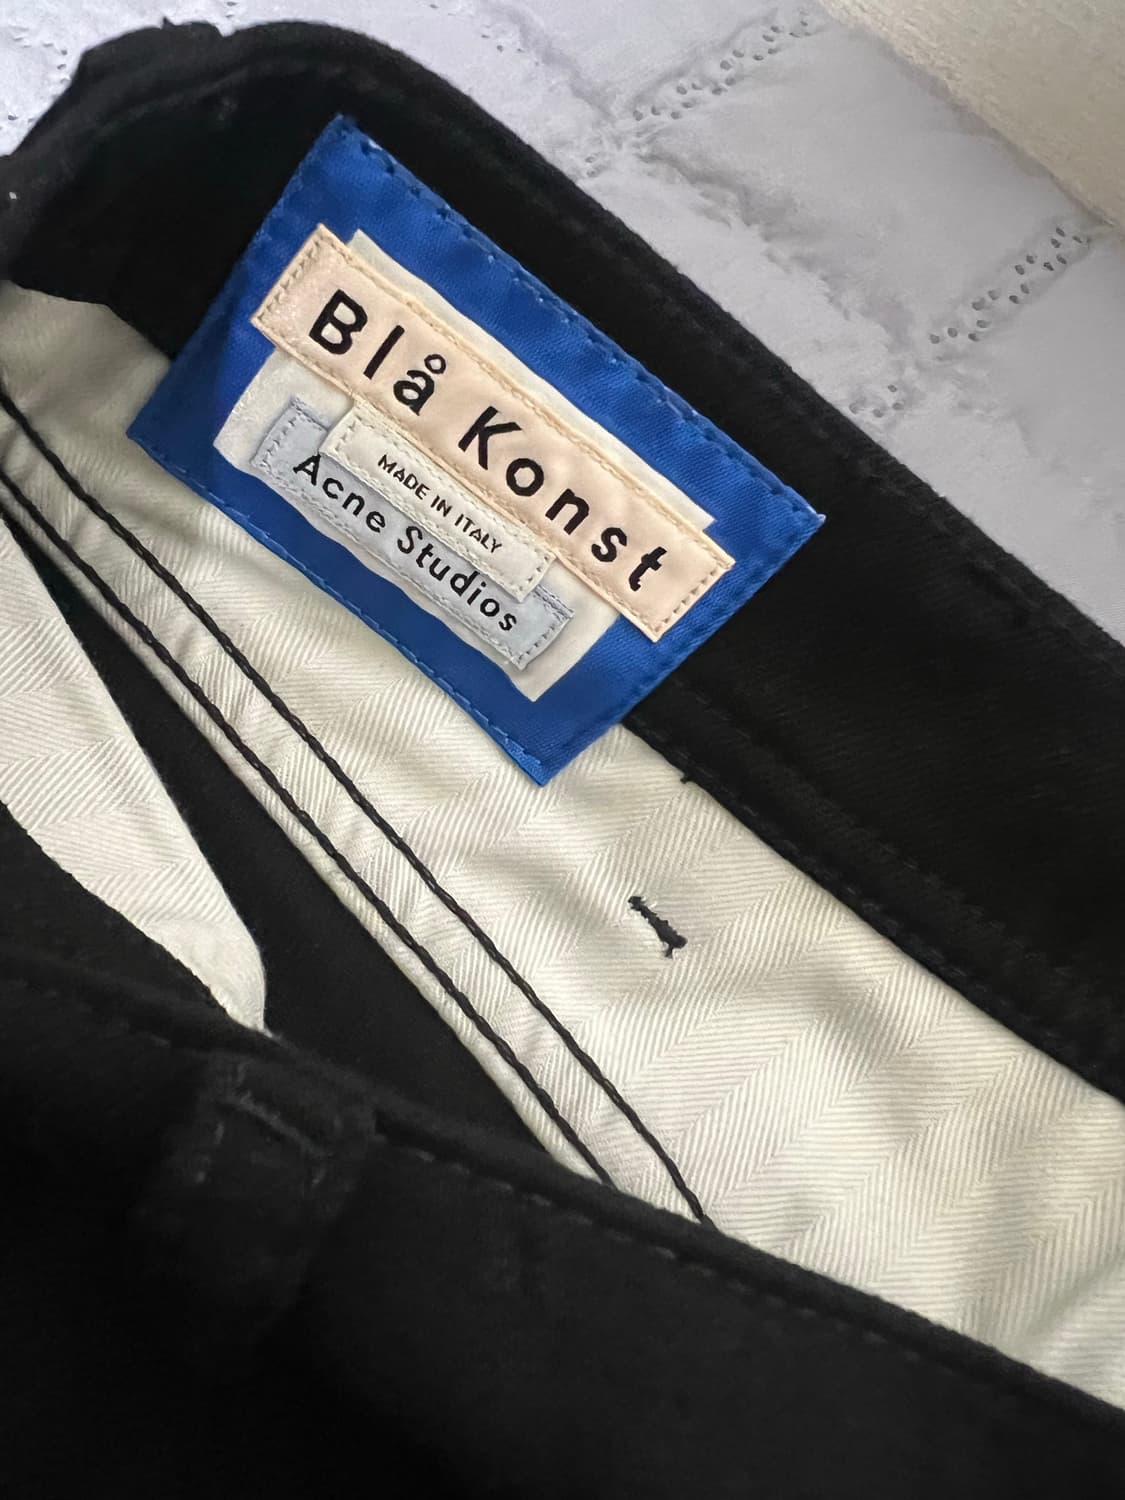 Blå Konst
MADE IN ITALY
Acne Studios